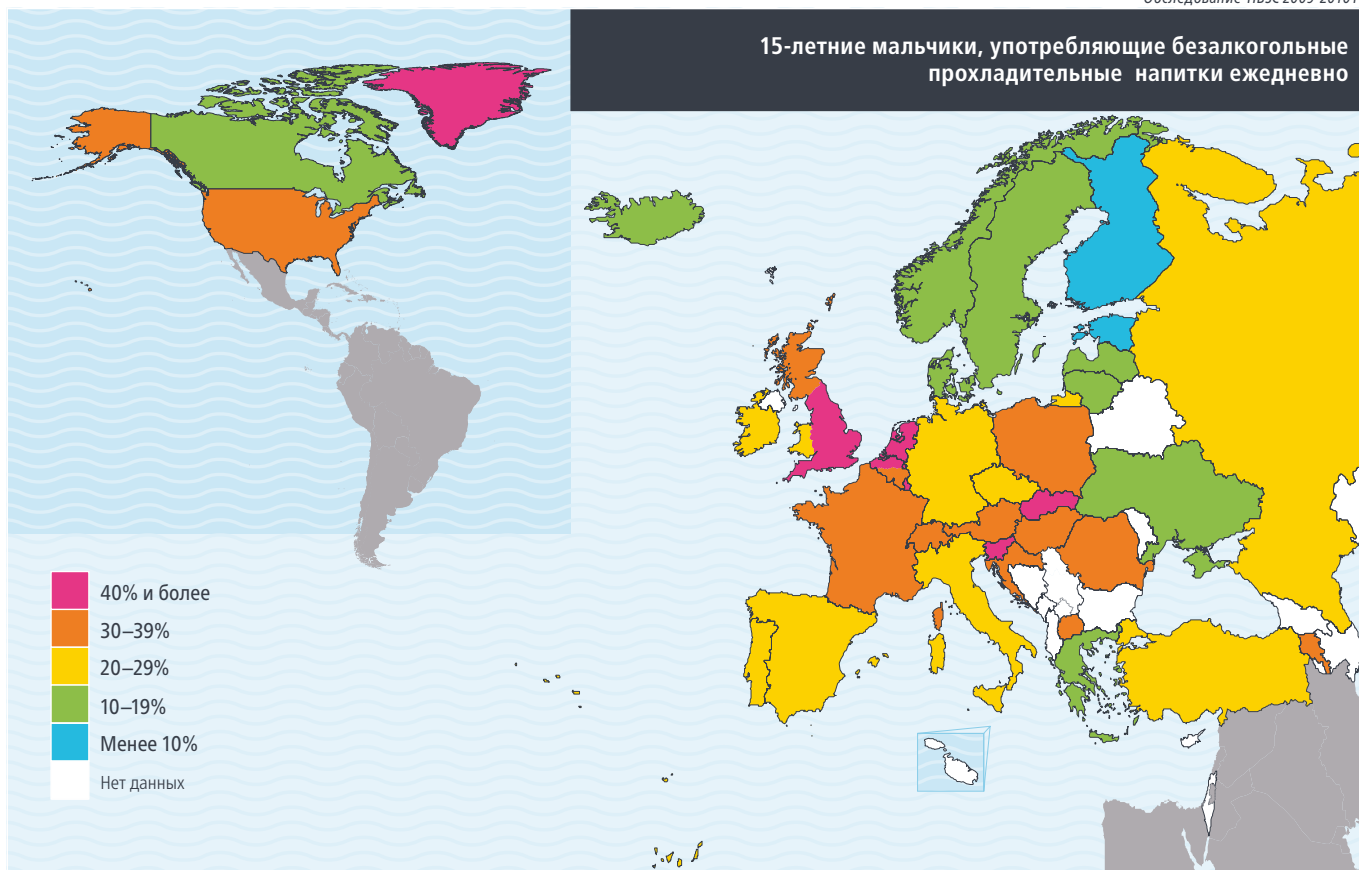 15-летние мальчики, употребляющие безалкогольные
прохладительные напитки ежедневно
40% и более
30–39%
20–29%
10–19%
Менее 10%
Нет данных